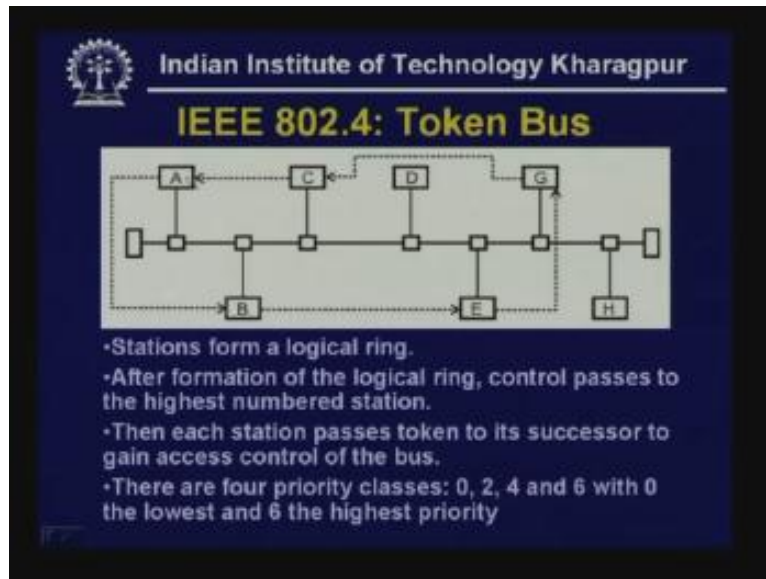 Indian Institute of Technology Kharagpur
IEEE 802.4: Token Bus
A C D G
B E H
•Stations form a logical ring.
•After formation of the logical ring, control passes to
the highest numbered station.
•Then each station passes token to its successor to
gain access control of the bus.
•There are four priority classes: 0, 2, 4 and 6 with 0
the lowest and 6 the highest priority